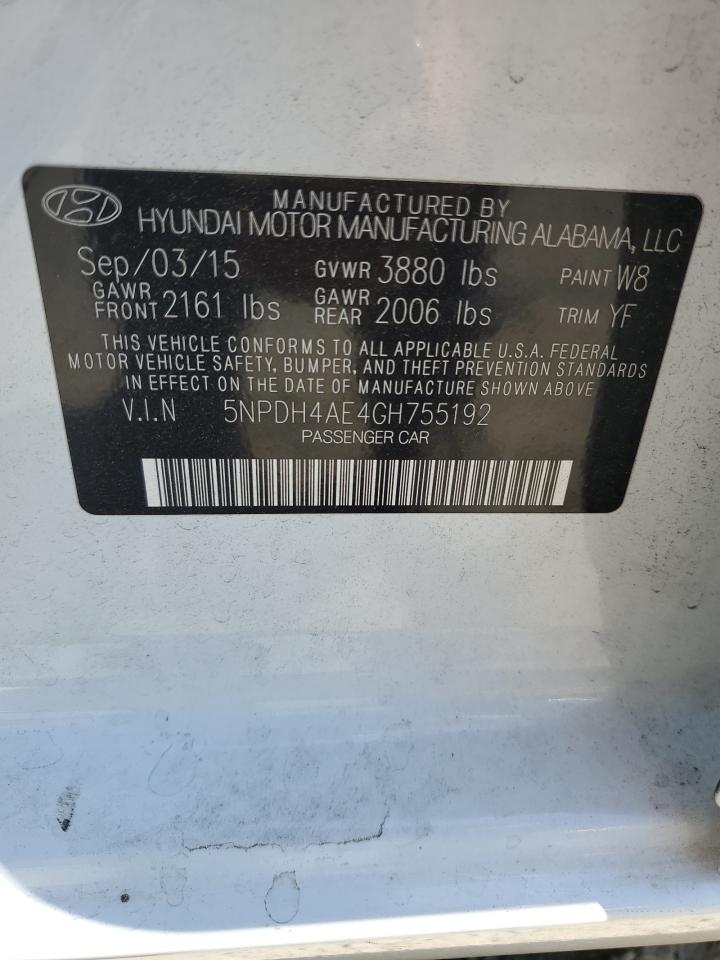 MANUFACTURED BY
HYUNDAI MOTOR MANUFACTURING ALABAMA, LLC
Sep/03/15 GVWR 3880 lbs PAINT W8
GAWR FRONT 2161 lbs GAWR REAR 2006 lbs TRIM YF
THIS VEHICLE CONFORMS TO ALL APPLICABLE U.S.A. FEDERAL
MOTOR VEHICLE SAFETY, BUMPER, AND THEFT PREVENTION STANDARDS
IN EFFECT ON THE DATE OF MANUFACTURE SHOWN ABOVE
V.I.N 5NPDH4AE4GH755192
PASSENGER CAR